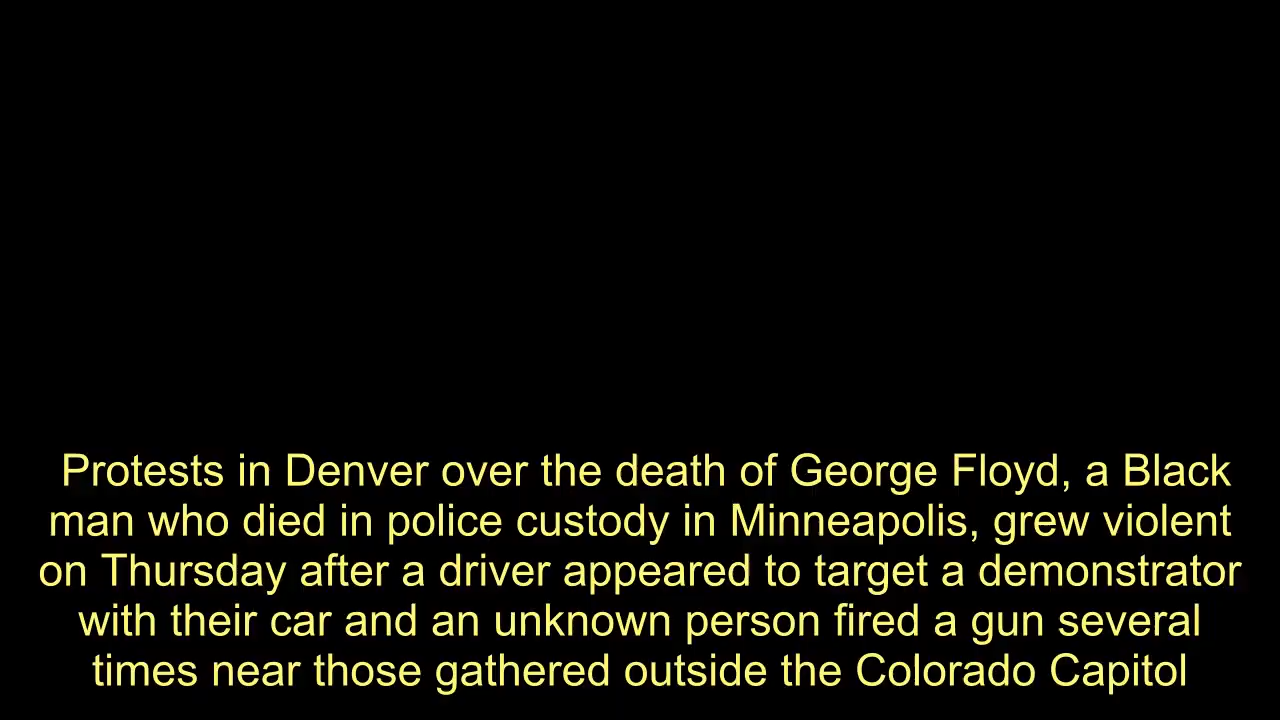 Protests in Denver over the death of George Floyd, a Black
man who died in police custody in Minneapolis, grew violent
on Thursday after a driver appeared to target a demonstrator
with their car and an unknown person fired a gun several
times near those gathered outside the Colorado Capitol